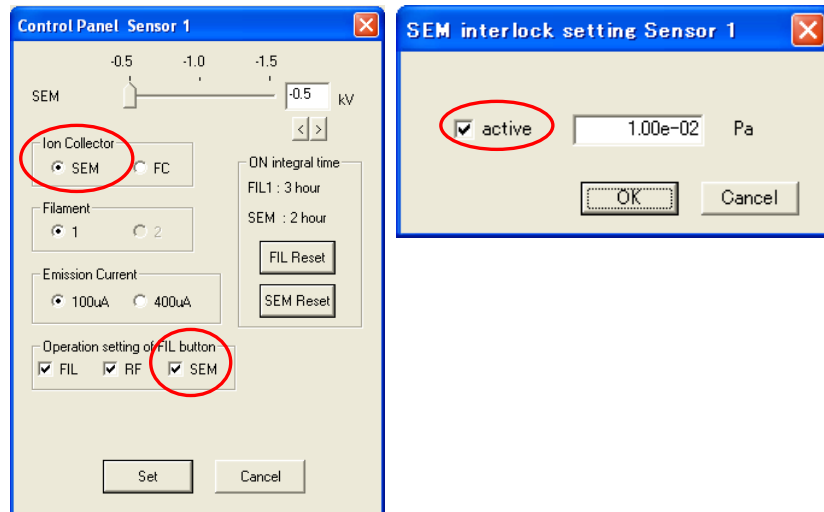 Control Panel Sensor 1
-0.5 -1.0 -1.5
SEM -0.5 kV
< >
Ion Collector
SEM FC
Filament
1 2
Emission Current
100uA 400uA
ON integral time
FIL1 : 3 hour
SEM : 2 hour
FIL Reset
SEM Reset
Operation setting of FIL button
FIL RF SEM
Set Cancel
SEM interlock setting Sensor 1
active 1.00e-02 Pa
OK Cancel